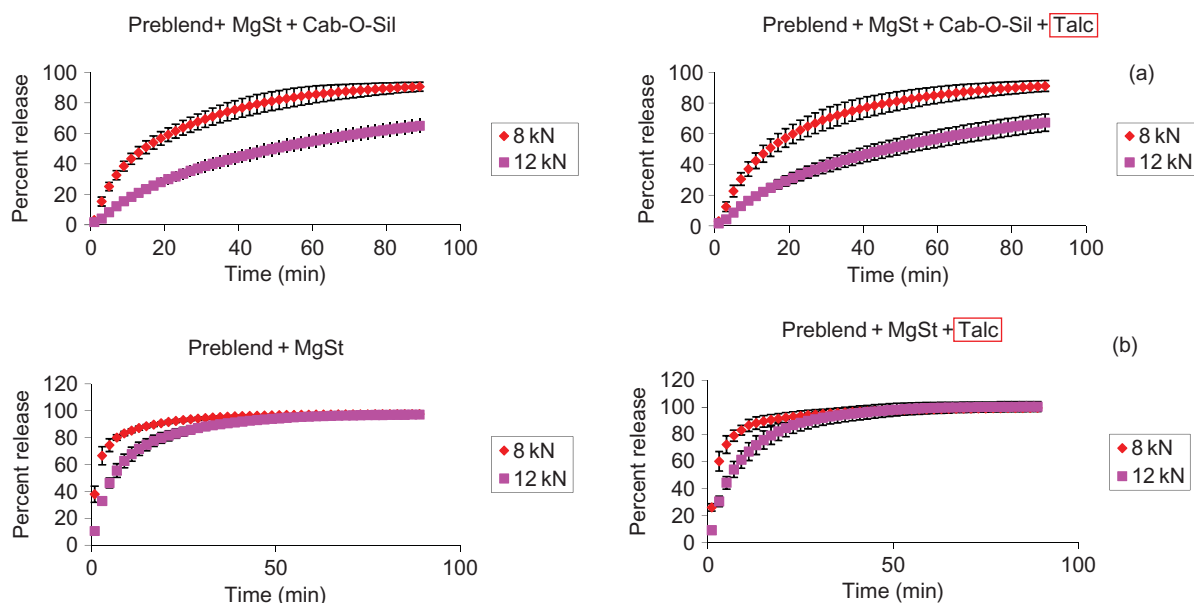 Preblend+ MgSt + Cab-O-Sil
Percent release
100
80
60
40
20
0
0 20 40 60 80 100
Time (min)
8 kN
12 kN
Preblend + MgSt + Cab-O-Sil + Talc
(a)
Percent release
100
80
60
40
20
0
0 20 40 60 80 100
Time (min)
8 kN
12 kN
Preblend + MgSt
Percent release
120
100
80
60
40
20
0
0 50 100
Time (min)
8 kN
12 kN
Preblend + MgSt + Talc
(b)
Percent release
120
100
80
60
40
20
0
0 50 100
Time (min)
8 kN
12 kN